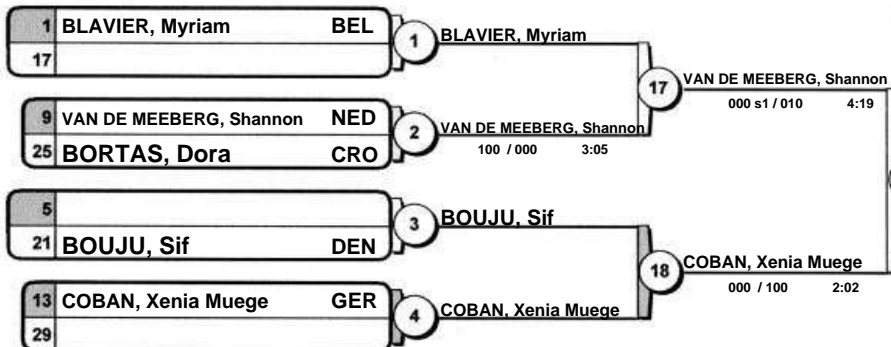 1 BLAVIER, Myriam BEL
17
1 BLAVIER, Myriam
9 VAN DE MEEBERG, Shannon NED
25 BORTAS, Dora CRO
2 VAN DE MEEBERG, Shannon
100 / 000 3:05
17 VAN DE MEEBERG, Shannon
000 s1 / 010 4:19
5
21 BOUJU, Sif DEN
3 BOUJU, Sif
13 COBAN, Xenia Muege GER
29
4 COBAN, Xenia Muege
18 COBAN, Xenia Muege
000 / 100 2:02